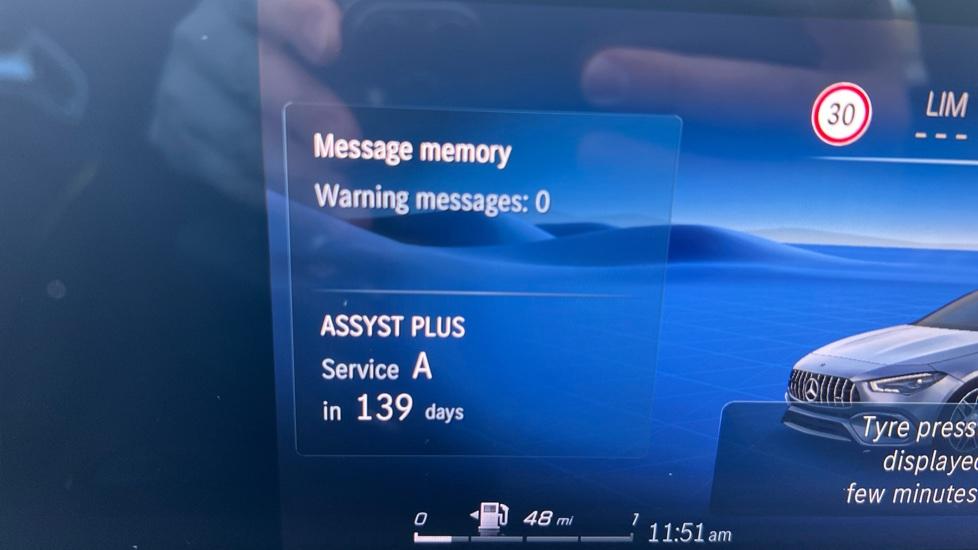 Message memory
Warning messages: 0
30
LIM
---
ASSYST PLUS
Service A
in 139 days
Tyre press
displayed
few minutes
0
48 mi
1
11:51 am